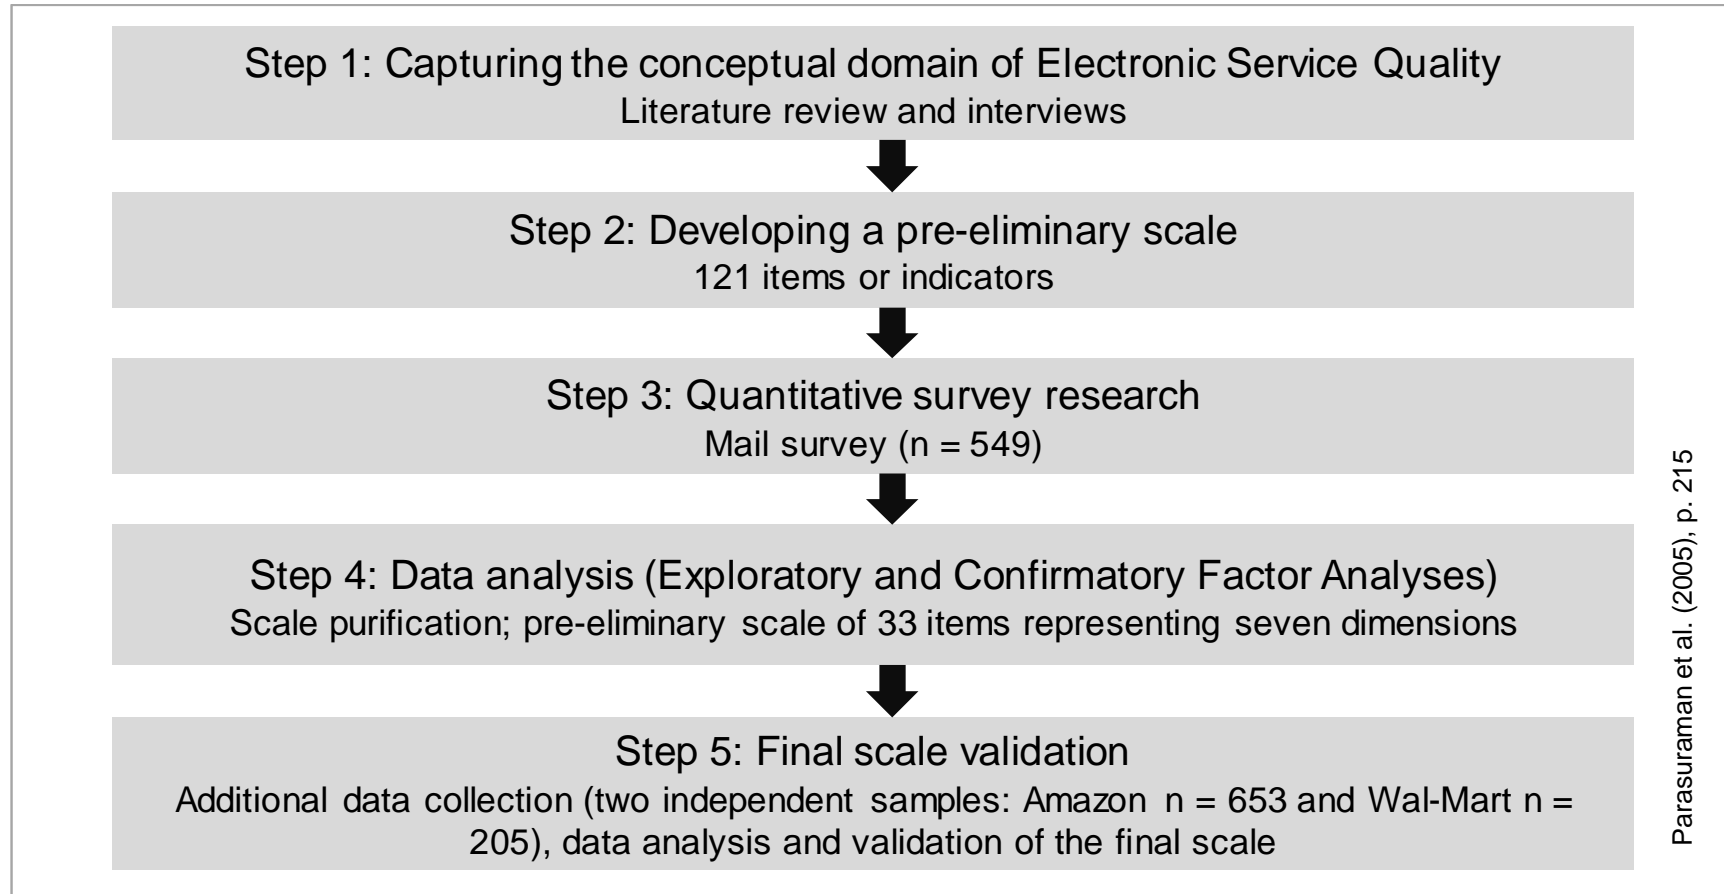 Step 1: Capturing the conceptual domain of Electronic Service Quality
Literature review and interviews
Step 2: Developing a pre-eliminary scale
121 items or indicators
Step 3: Quantitative survey research
Mail survey (n = 549)
Step 4: Data analysis (Exploratory and Confirmatory Factor Analyses)
Scale purification; pre-eliminary scale of 33 items representing seven dimensions
Step 5: Final scale validation
Additional data collection (two independent samples: Amazon n = 653 and Wal-Mart n =
205), data analysis and validation of the final scale
Parasuraman et al. (2005), p. 215